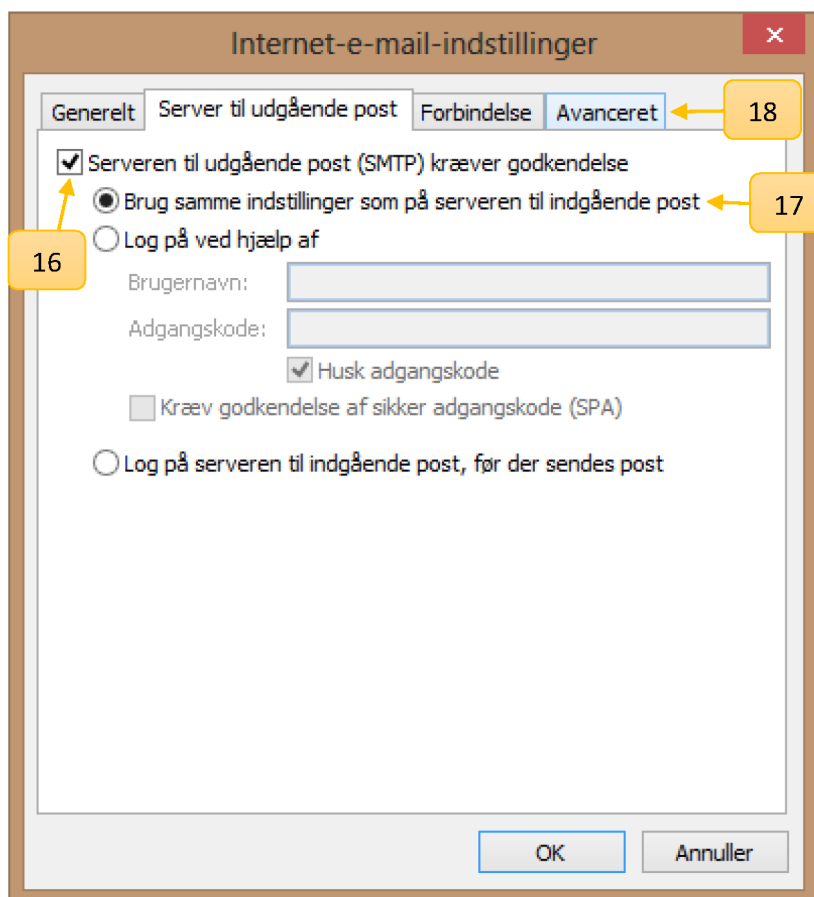 Internet-e-mail-indstillinger
Generelt Server til udgående post Forbindelse Avanceret 18
Serveren til udgående post (SMTP) kræver godkendelse
Brug samme indstillinger som på serveren til indgående post 17
16 Log på ved hjælp af
Brugernavn:
Adgangskode:
Husk adgangskode
Kræv godkendelse af sikker adgangskode (SPA)
Log på serveren til indgående post, før der sendes post
OK Annuller